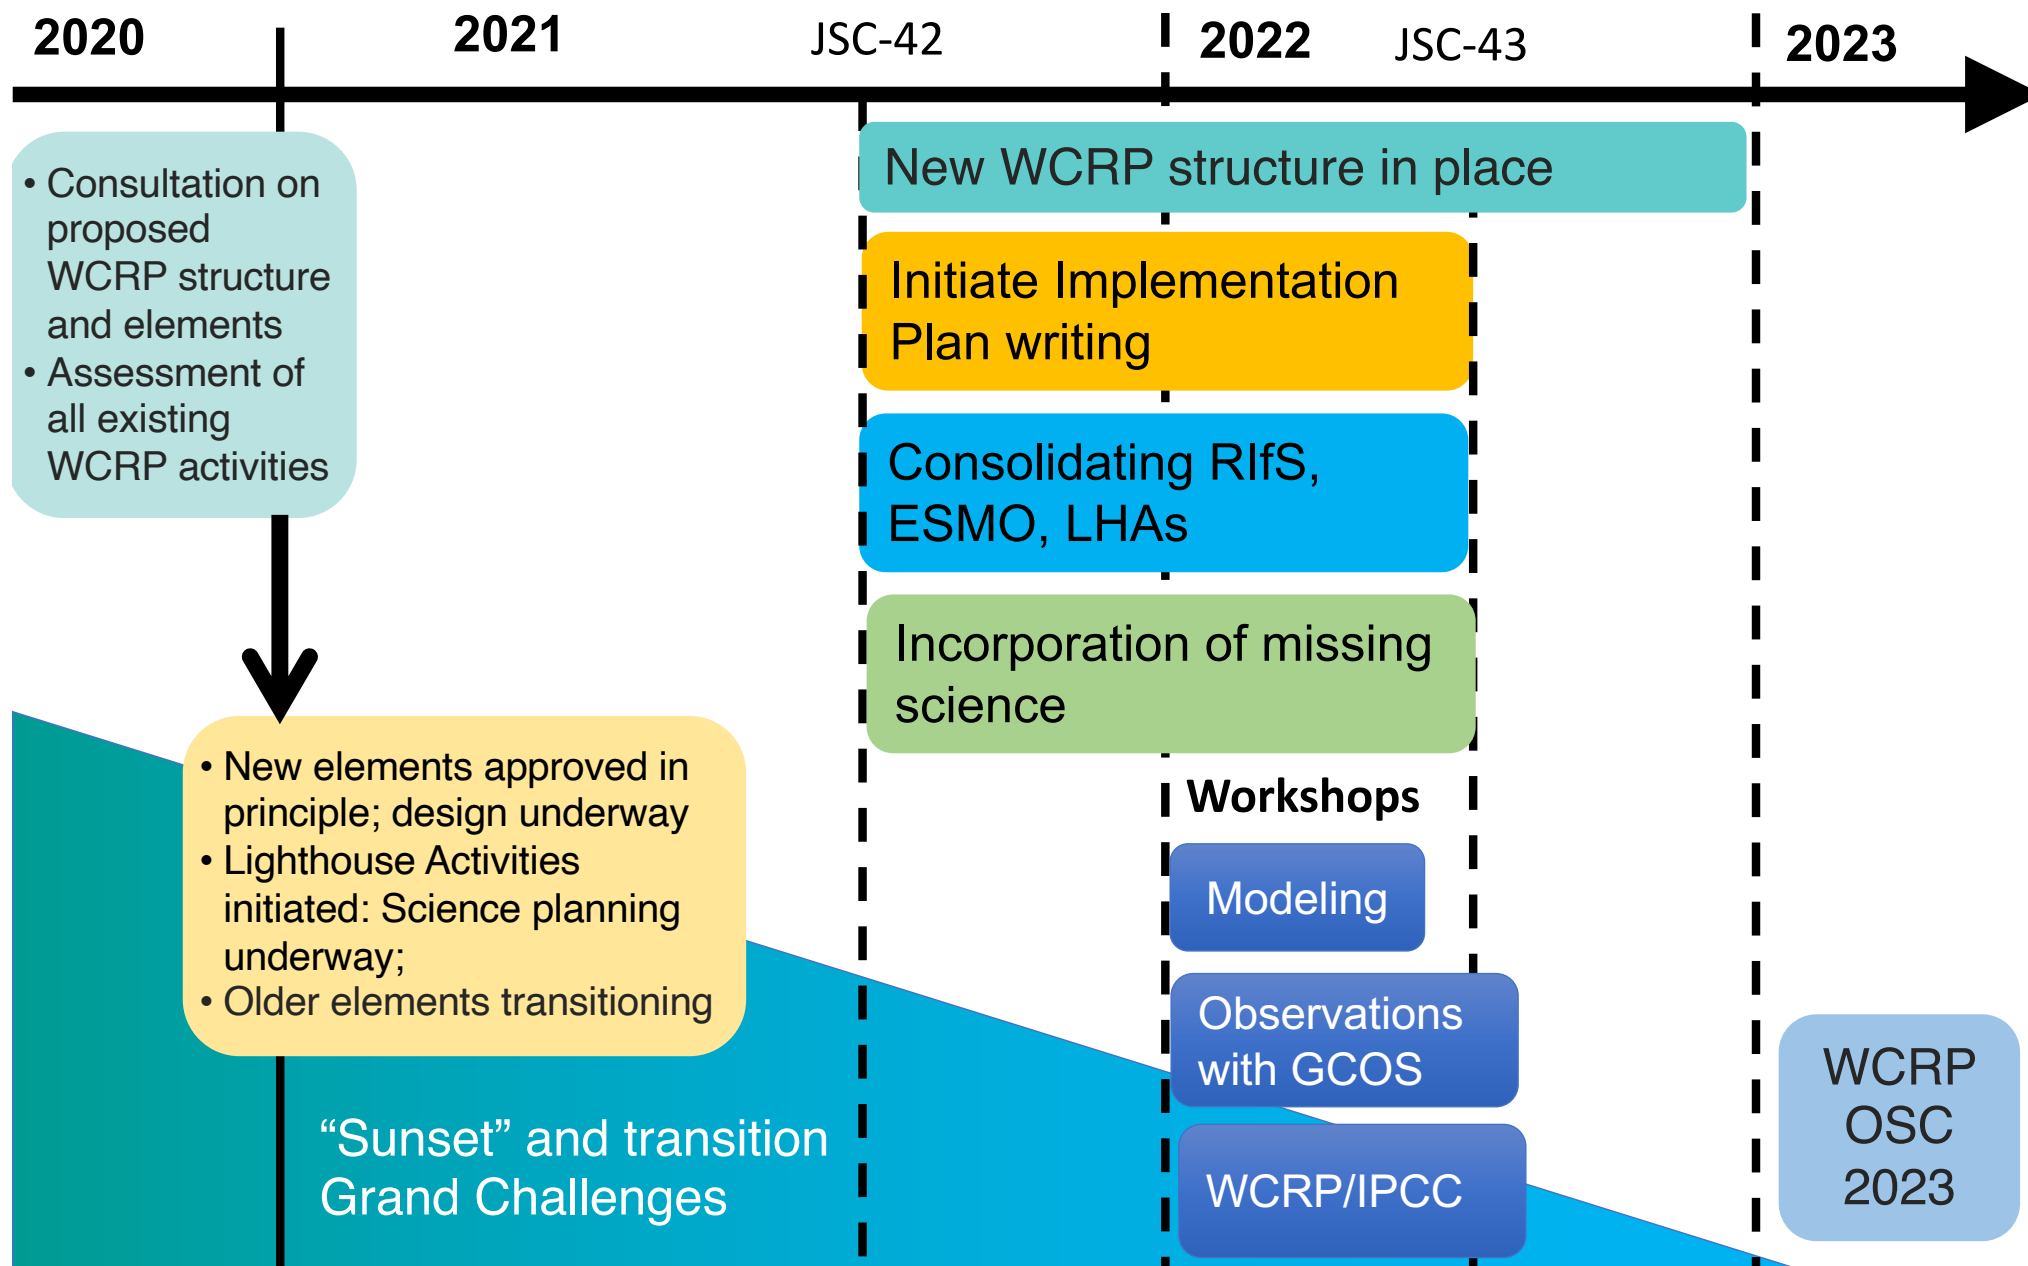 2020
2021
JSC-42
2022
JSC-43
2023
• Consultation on
proposed
WCRP structure
and elements
• Assessment of
all existing
WCRP activities
New WCRP structure in place
Initiate Implementation
Plan writing
Consolidating RIfS,
ESMO, LHAs
Incorporation of missing
science
• New elements approved in
principle; design underway
• Lighthouse Activities
initiated: Science planning
underway;
• Older elements transitioning
Workshops
Modeling
Observations
with GCOS
WCRP/IPCC
“Sunset” and transition
Grand Challenges
WCRP
OSC
2023